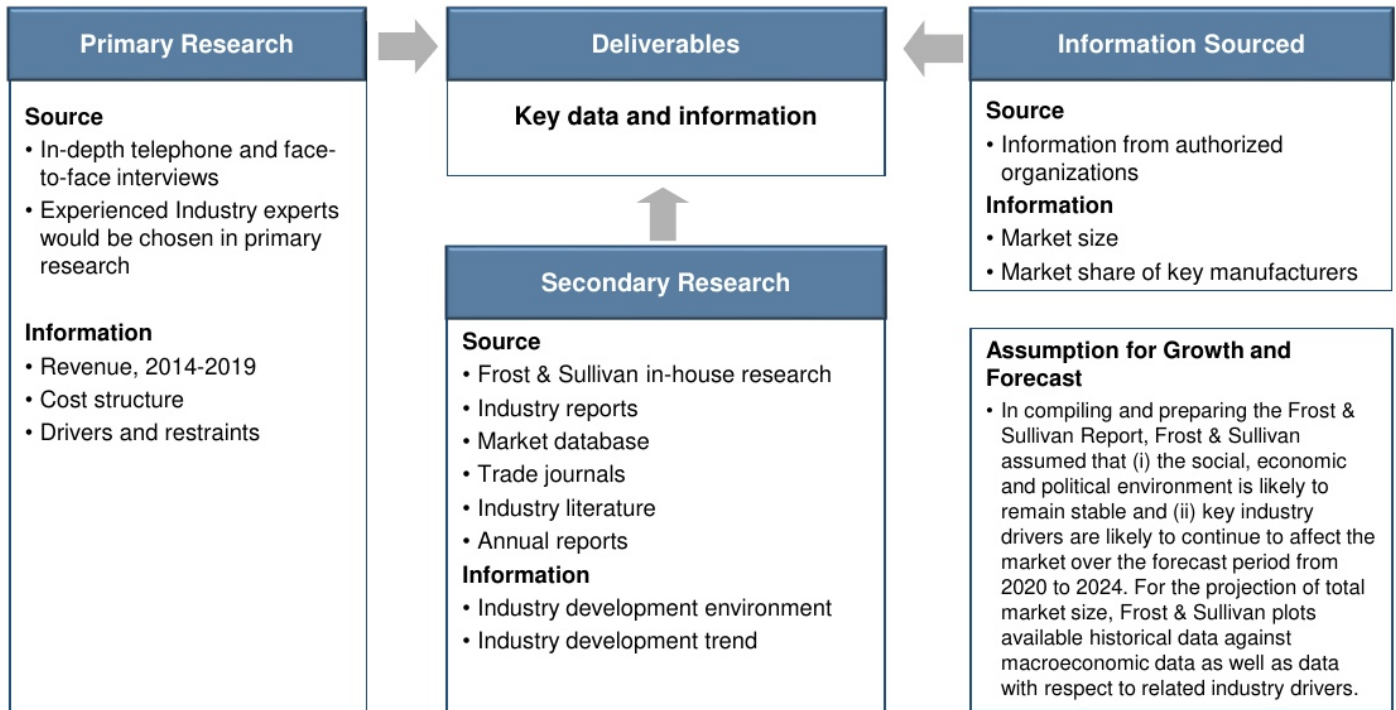 Primary Research
Source
• In-depth telephone and face-
to-face interviews
• Experienced Industry experts
would be chosen in primary
research
Information
• Revenue, 2014-2019
• Cost structure
• Drivers and restraints
Deliverables
Key data and information
Secondary Research
Source
• Frost & Sullivan in-house research
• Industry reports
• Market database
• Trade journals
• Industry literature
• Annual reports
Information
• Industry development environment
• Industry development trend
Information Sourced
Source
• Information from authorized
organizations
Information
• Market size
• Market share of key manufacturers
Assumption for Growth and
Forecast
• In compiling and preparing the Frost &
Sullivan Report, Frost & Sullivan
assumed that (i) the social, economic
and political environment is likely to
remain stable and (ii) key industry
drivers are likely to continue to affect the
market over the forecast period from
2020 to 2024. For the projection of total
market size, Frost & Sullivan plots
available historical data against
macroeconomic data as well as data
with respect to related industry drivers.